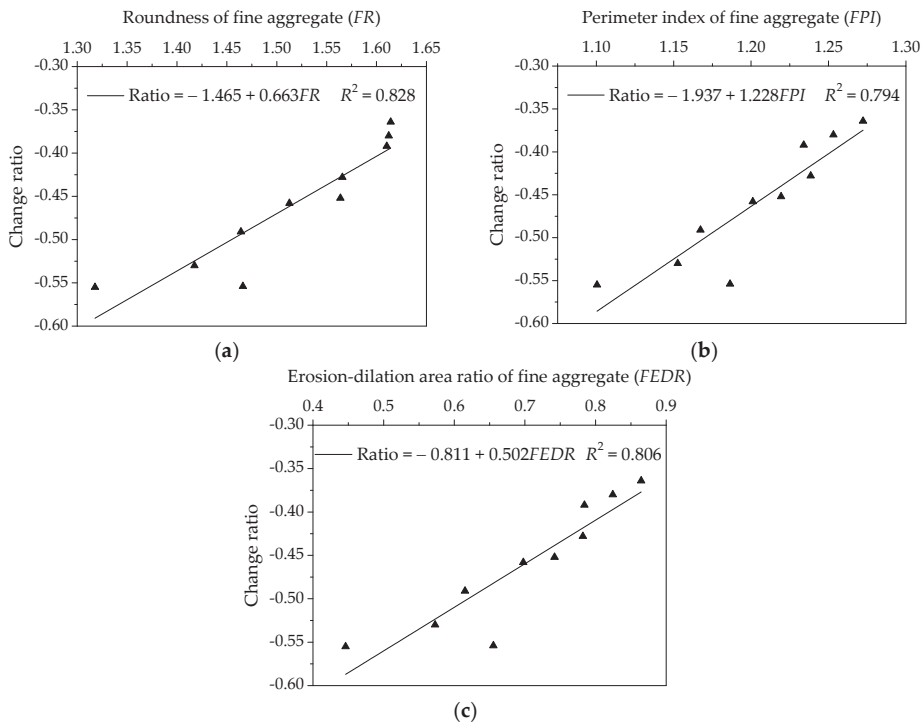 Roundness of fine aggregate (FR)
1.30 1.35 1.40 1.45 1.50 1.55 1.60 1.65
-0.30
Ratio = – 1.465 + 0.663FR R² = 0.828
-0.35
-0.40
-0.45
-0.50
-0.55
-0.60
Change ratio
(a)
Perimeter index of fine aggregate (FPI)
1.10 1.15 1.20 1.25 1.30
-0.30
Ratio = – 1.937 + 1.228FPI R² = 0.794
-0.35
-0.40
-0.45
-0.50
-0.55
-0.60
Change ratio
(b)
Erosion-dilation area ratio of fine aggregate (FEDR)
0.4 0.5 0.6 0.7 0.8 0.9
-0.30
Ratio = – 0.811 + 0.502FEDR R² = 0.806
-0.35
-0.40
-0.45
-0.50
-0.55
-0.60
Change ratio
(c)